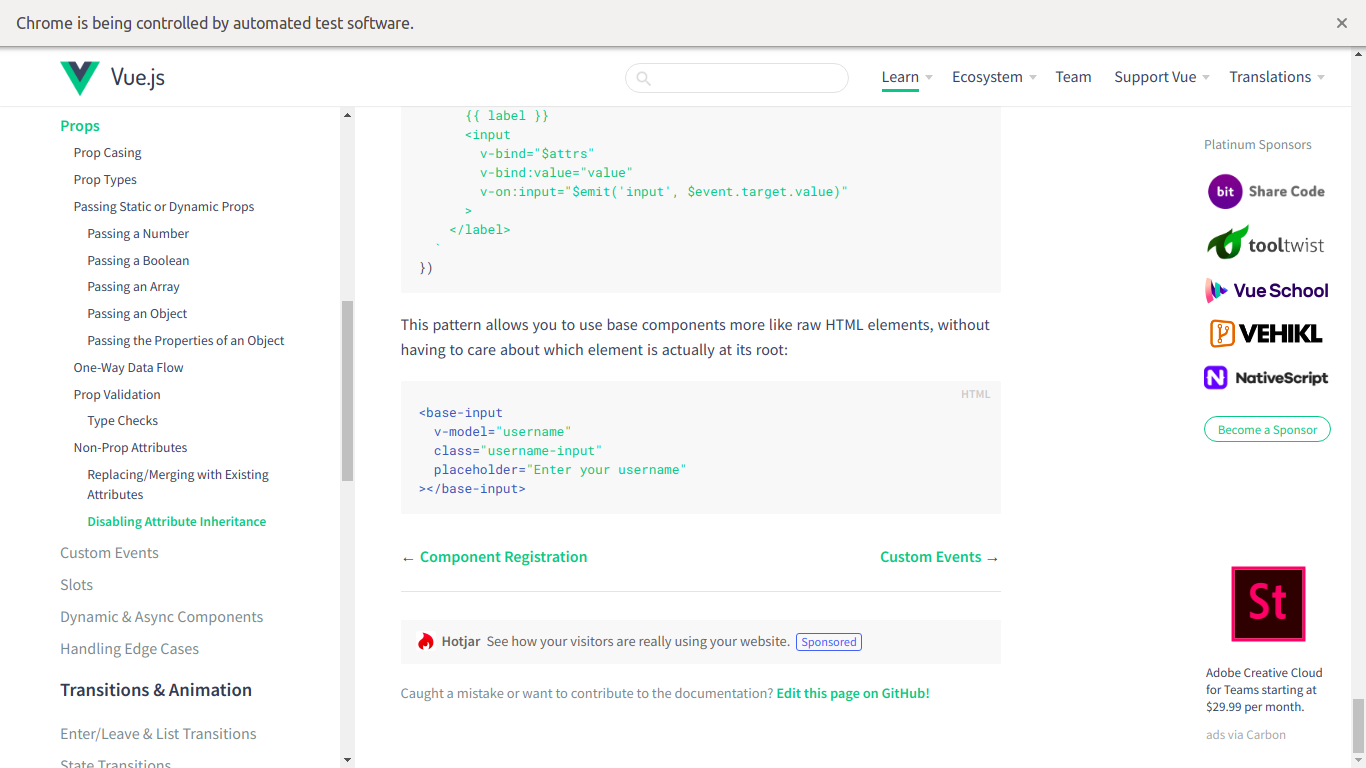 Chrome is being controlled by automated test software.
Vue.js
Learn
Ecosystem
Team
Support Vue
Translations
Props
Prop Casing
Prop Types
Passing Static or Dynamic Props
Passing a Number
Passing a Boolean
Passing an Array
Passing an Object
Passing the Properties of an Object
One-Way Data Flow
Prop Validation
Type Checks
Non-Prop Attributes
Replacing/Merging with Existing
Attributes
Disabling Attribute Inheritance
Custom Events
Slots
Dynamic & Async Components
Handling Edge Cases
Transitions & Animation
Enter/Leave & List Transitions
State Transitions
{{ label }}
<input
v-bind="$attrs"
v-bind:value="value"
v-on:input="$emit('input', $event.target.value)"
>
</label>
`
})
This pattern allows you to use base components more like raw HTML elements, without
having to care about which element is actually at its root:
HTML
<base-input
v-model="username"
class="username-input"
placeholder="Enter your username"
></base-input>
← Component Registration
Custom Events →
Hotjar See how your visitors are really using your website. Sponsored
Caught a mistake or want to contribute to the documentation? Edit this page on GitHub!
Platinum Sponsors
bit Share Code
tooltwist
Vue School
VEHIKL
NativeScript
Become a Sponsor
St
Adobe Creative Cloud
for Teams starting at
$29.99 per month.
ads via Carbon